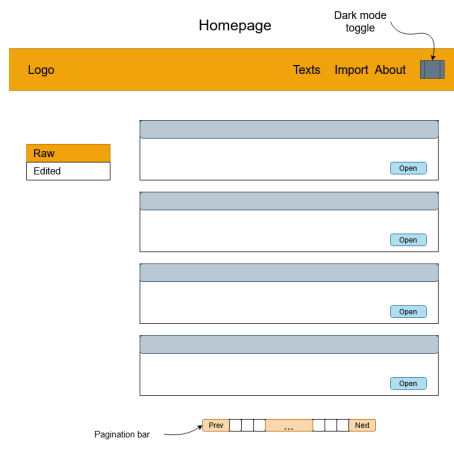 Homepage
Dark mode
toggle
Logo
Texts Import About
Raw
Edited
Open
Open
Open
Open
Pagination bar
Prev ... Next